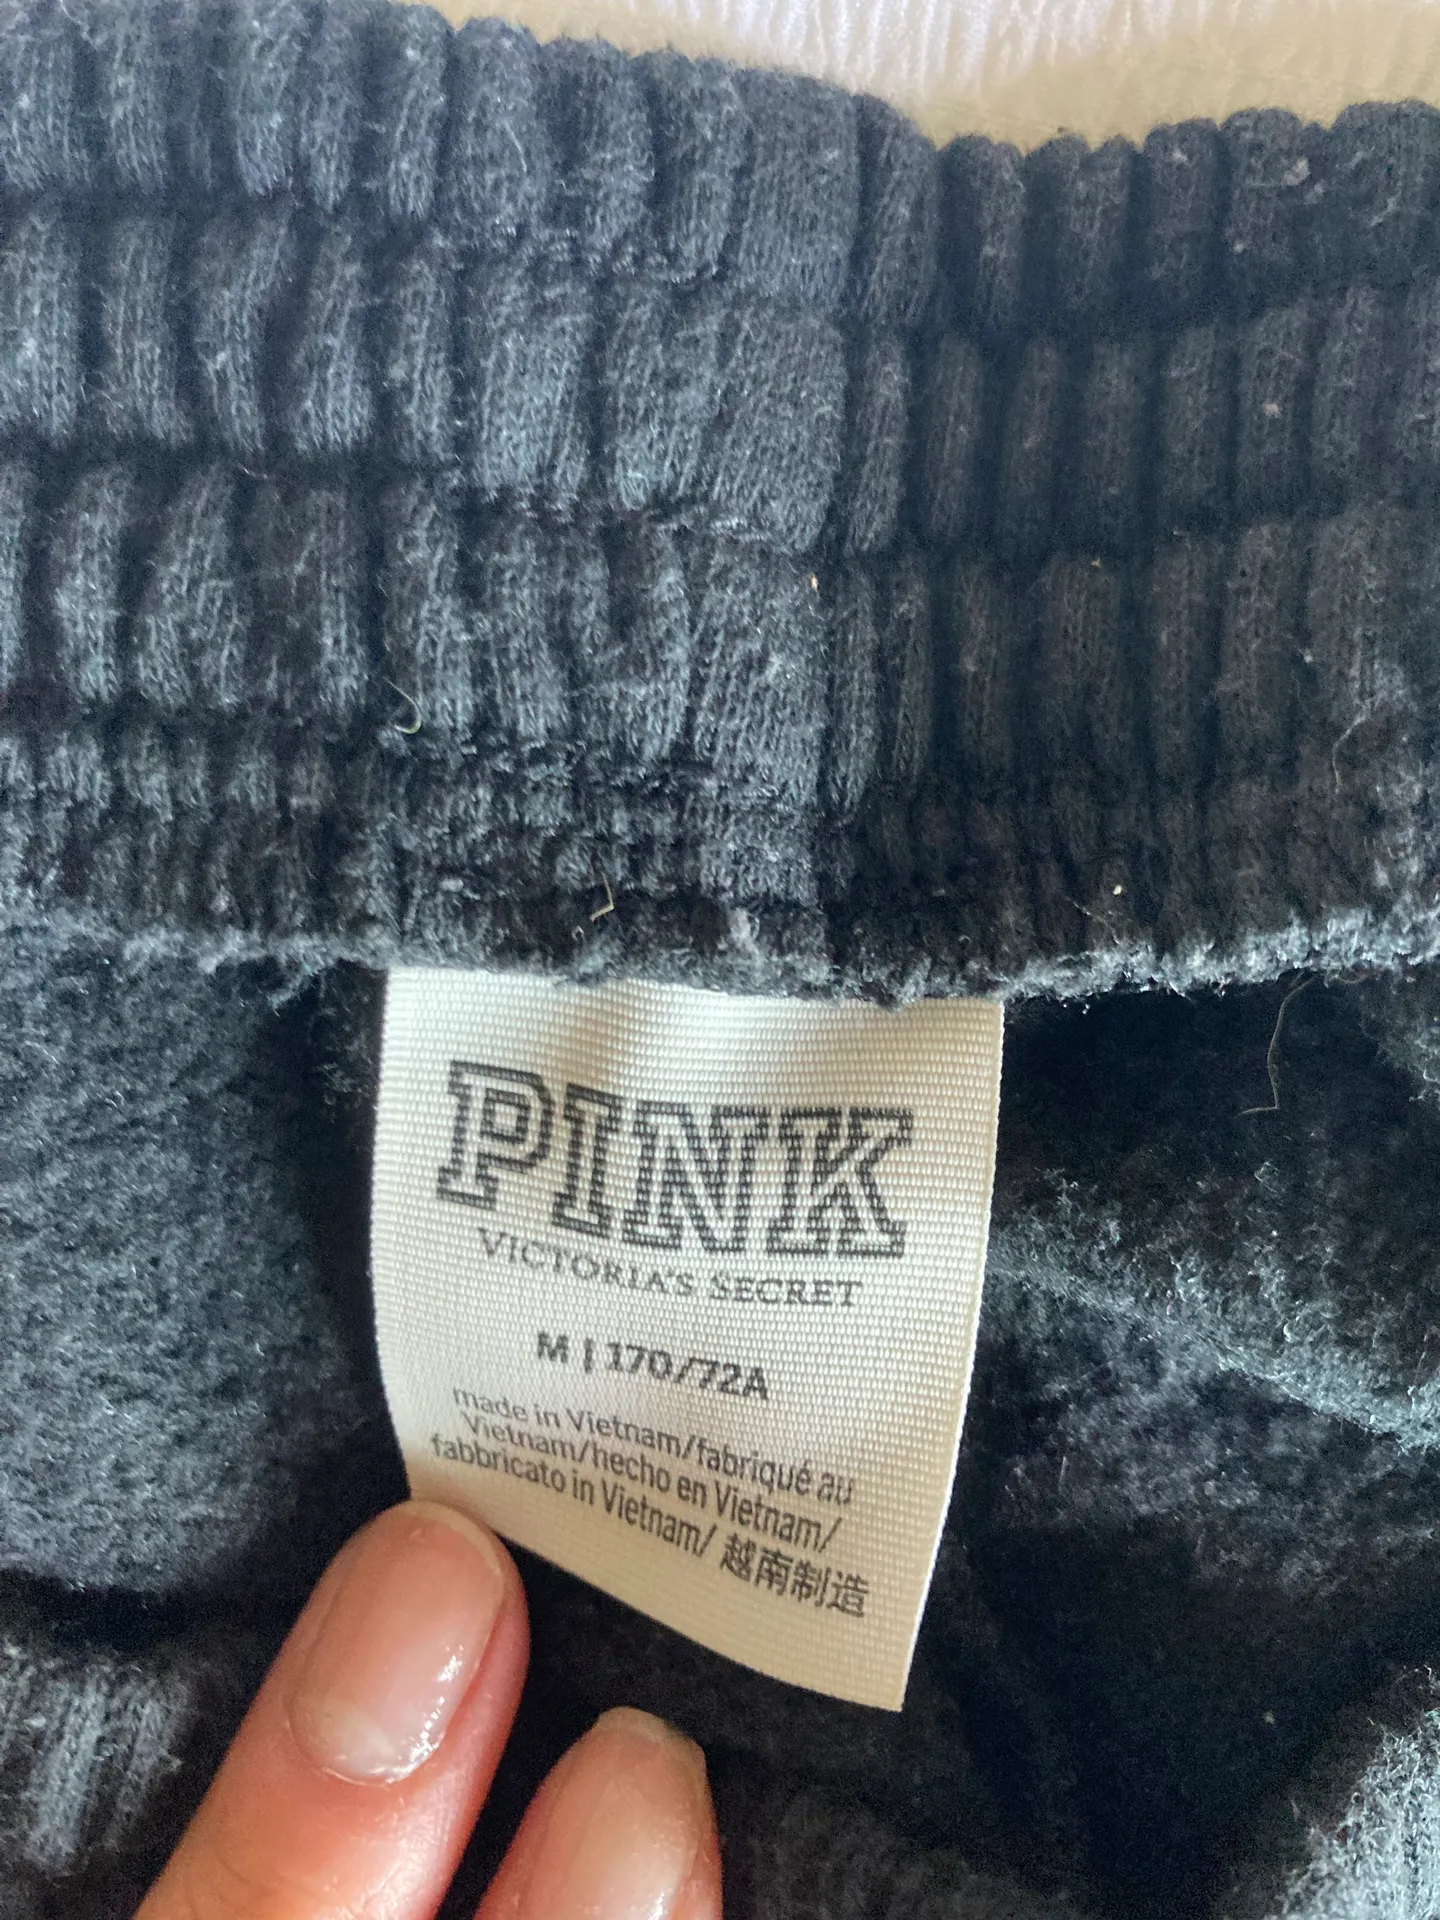 PINK
VICTORIA'S SECRET
M | 170/72A
made in Vietnam/fabriqué au
Vietnam/hecho en Vietnam/
fabbricato in Vietnam/ 越南制造